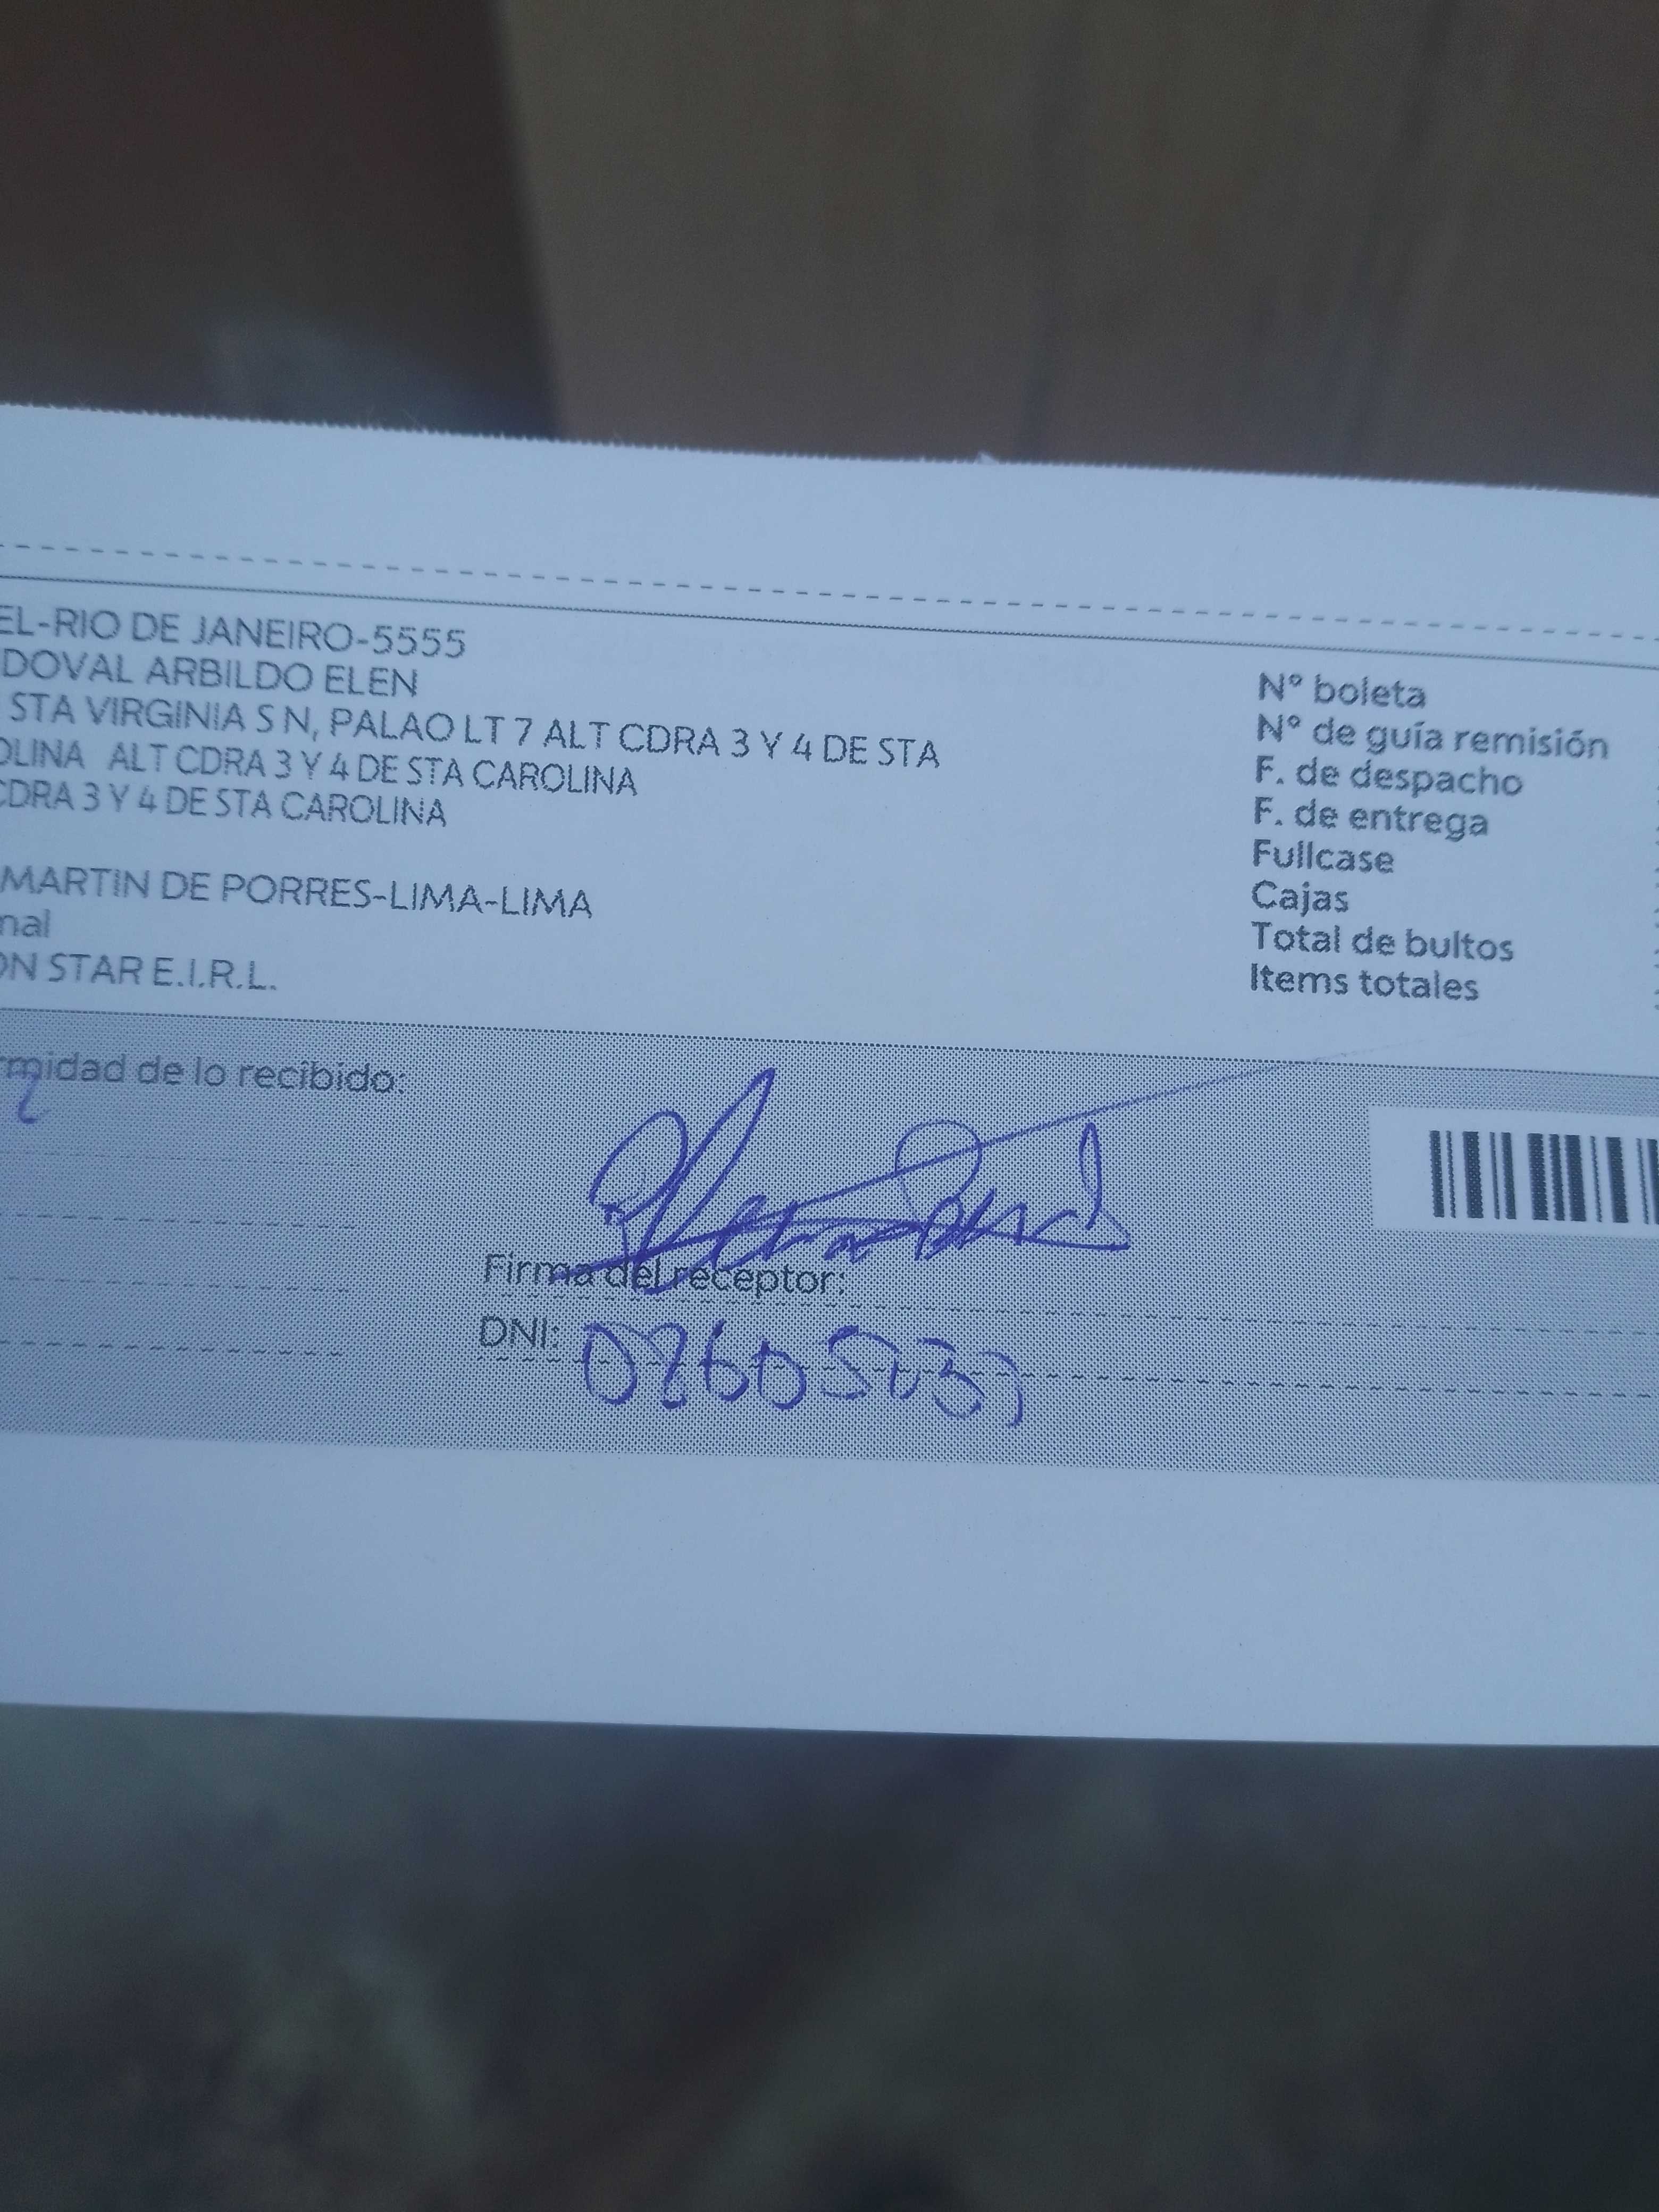 EL-RIO DE JANEIRO-5555
DOVAL ARBILDO ELEN
STA VIRGINIA S N, PALAO LT 7 ALT CDRA 3 Y 4 DE STA
OLINA ALT CDRA 3 Y 4 DE STA CAROLINA
CDRA 3 Y 4 DE STA CAROLINA
MARTIN DE PORRES-LIMA-LIMA
nal
ON STAR E.I.R.L.
N° boleta
N° de guía remisión
F. de despacho
F. de entrega
Fullcase
Cajas
Total de bultos
Items totales
rmidad de lo recibido:
Firma del receptor:
DNI: